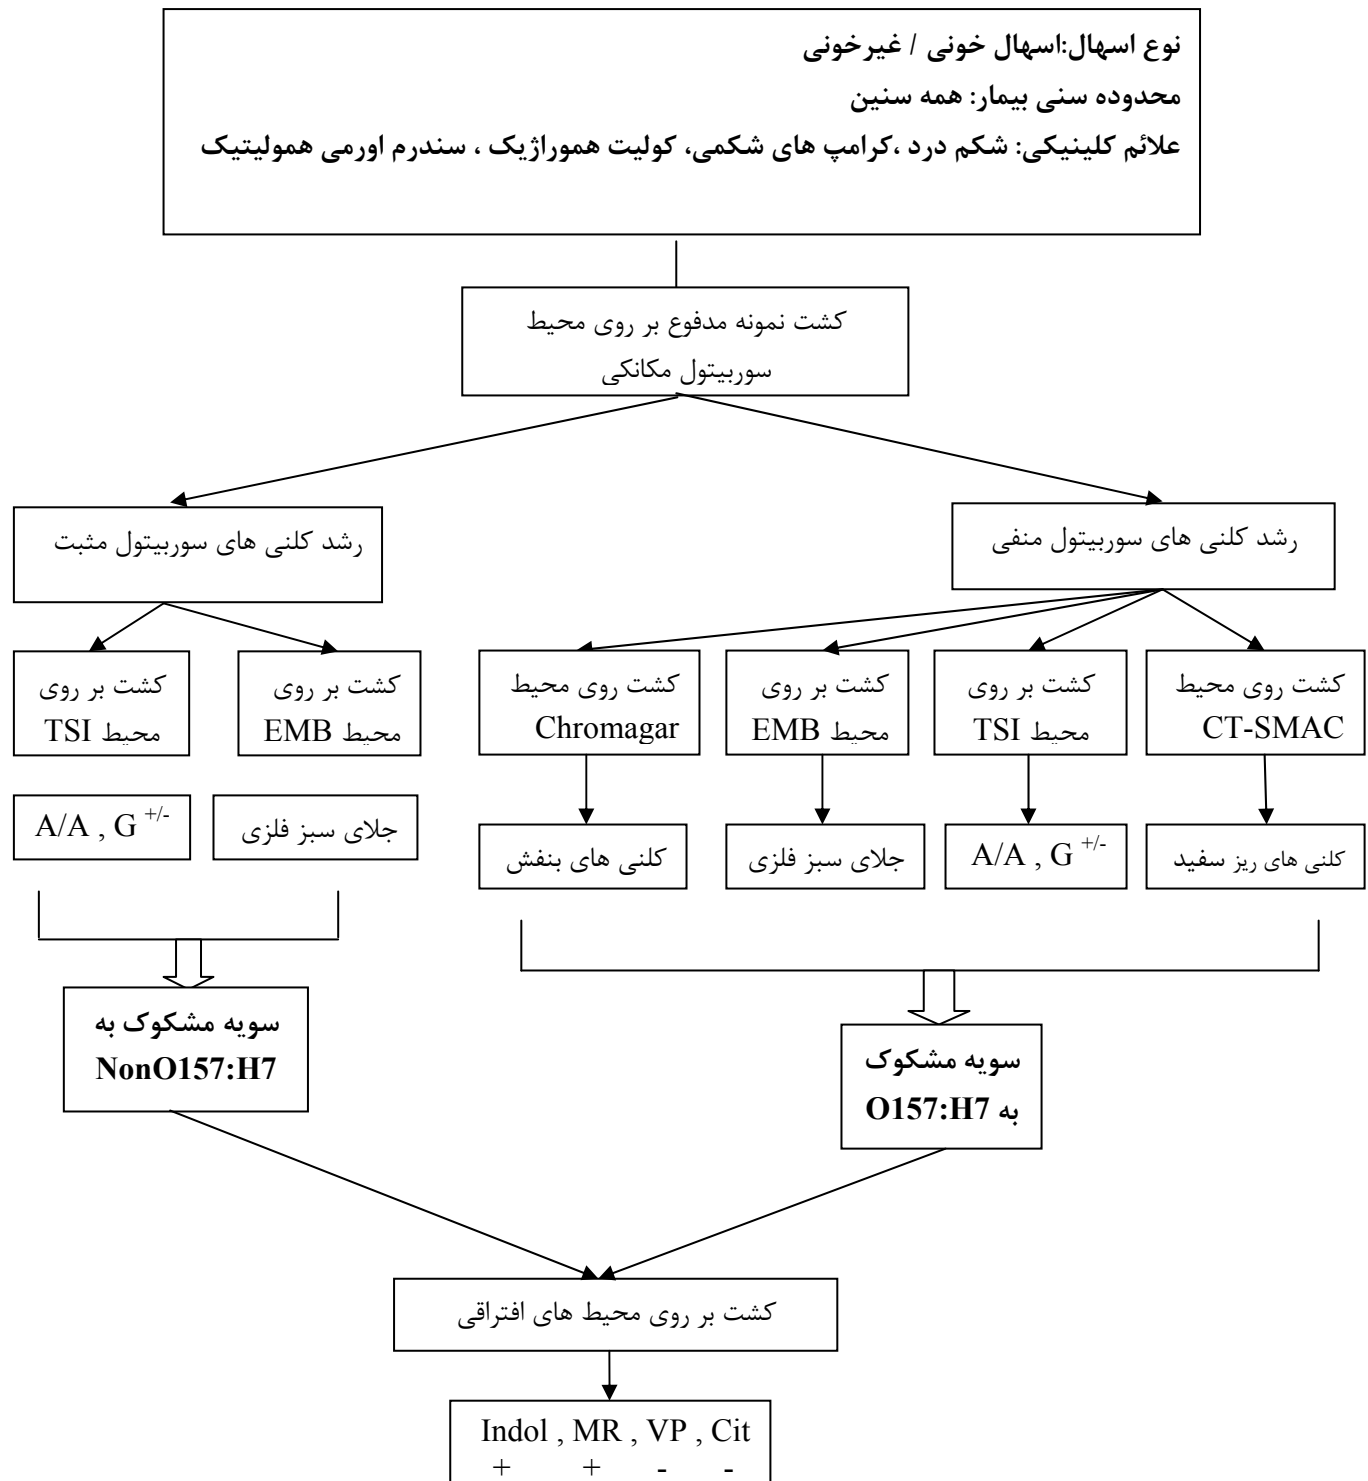 نوع اسهال:اسهال خونی / غیرخونی
محدوده سنی بیمار: همه سنین
علائم کلینیکی: شکم درد ،کرامپ های شکمی، کولیت هموراژیک ، سندرم اورمی همولیتیک
کشت نمونه مدفوع بر روی محیط
سوربیتول مکانکی
رشد کلنی های سوربیتول منفی
رشد کلنی های سوربیتول مثبت
کشت روی محیط
CT-SMAC
کشت بر روی
محیط TSI
کشت بر روی
محیط EMB
کشت روی محیط
Chromagar
کشت بر روی
محیط EMB
کشت بر روی
محیط TSI
کلنی های ریز سفید
A/A , G +/-
جلای سبز فلزی
کلنی های بنفش
جلای سبز فلزی
A/A , G +/-
سویه مشکوک
به O157:H7
سویه مشکوک به
NonO157:H7
کشت بر روی محیط های افتراقی
Indol , MR , VP , Cit
+ + - -